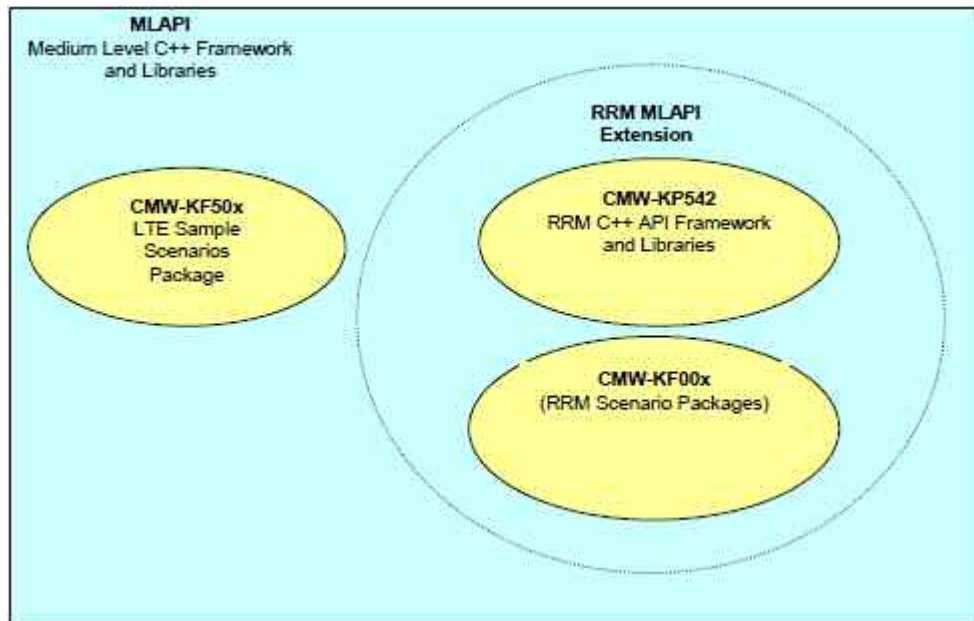 MLAPI
Medium Level C++ Framework
and Libraries
RRM MLAPI
Extension
CMW-KF50x
LTE Sample
Scenarios
Package
CMW-KP542
RRM C++ API Framework
and Libraries
CMW-KF00x
(RRM Scenario Packages)